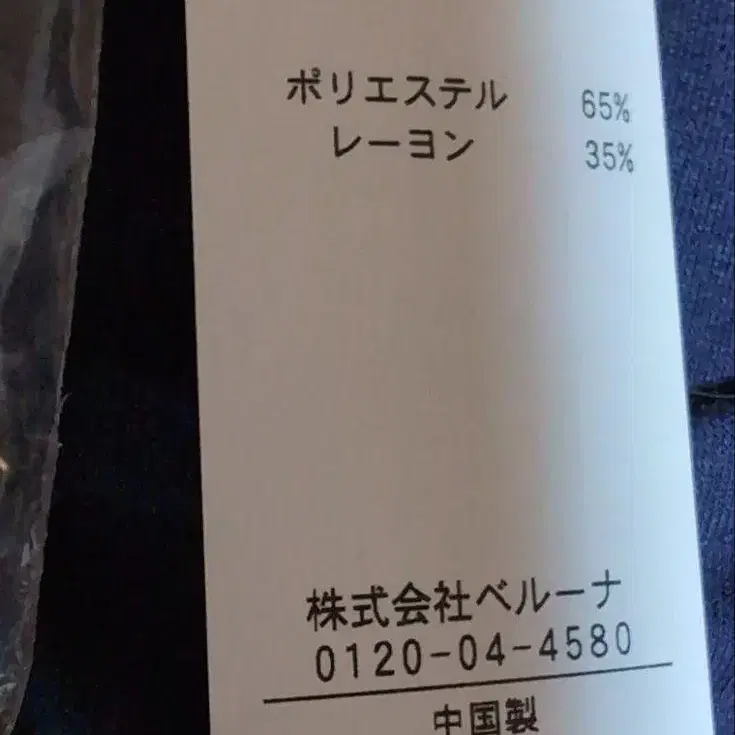 ポリエステル 65%
レーヨン 35%
株式会社ベルーナ
0120-04-4580
中国製